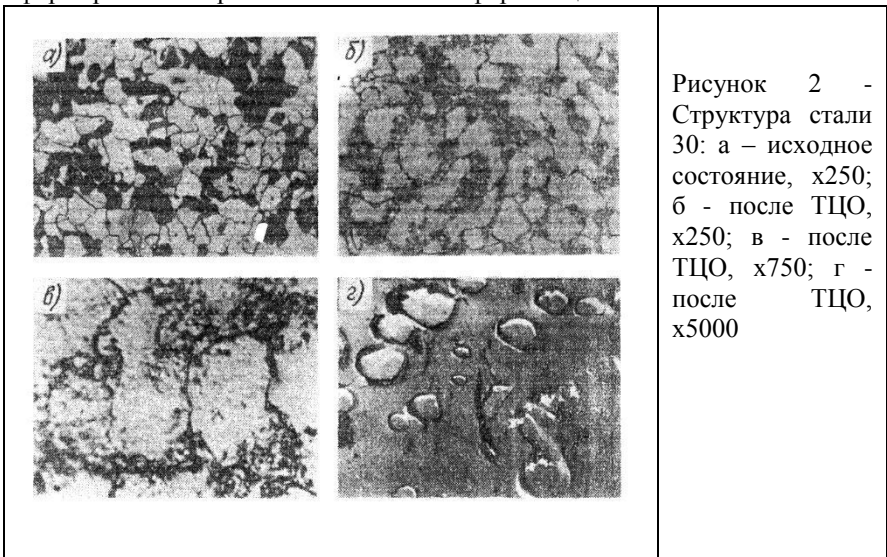 а)
б)
в)
г)
Рисунок 2 -
Структура стали
30: а – исходное
состояние, х250;
б - после ТЦО,
х250; в - после
ТЦО, х750; г -
после ТЦО,
х5000